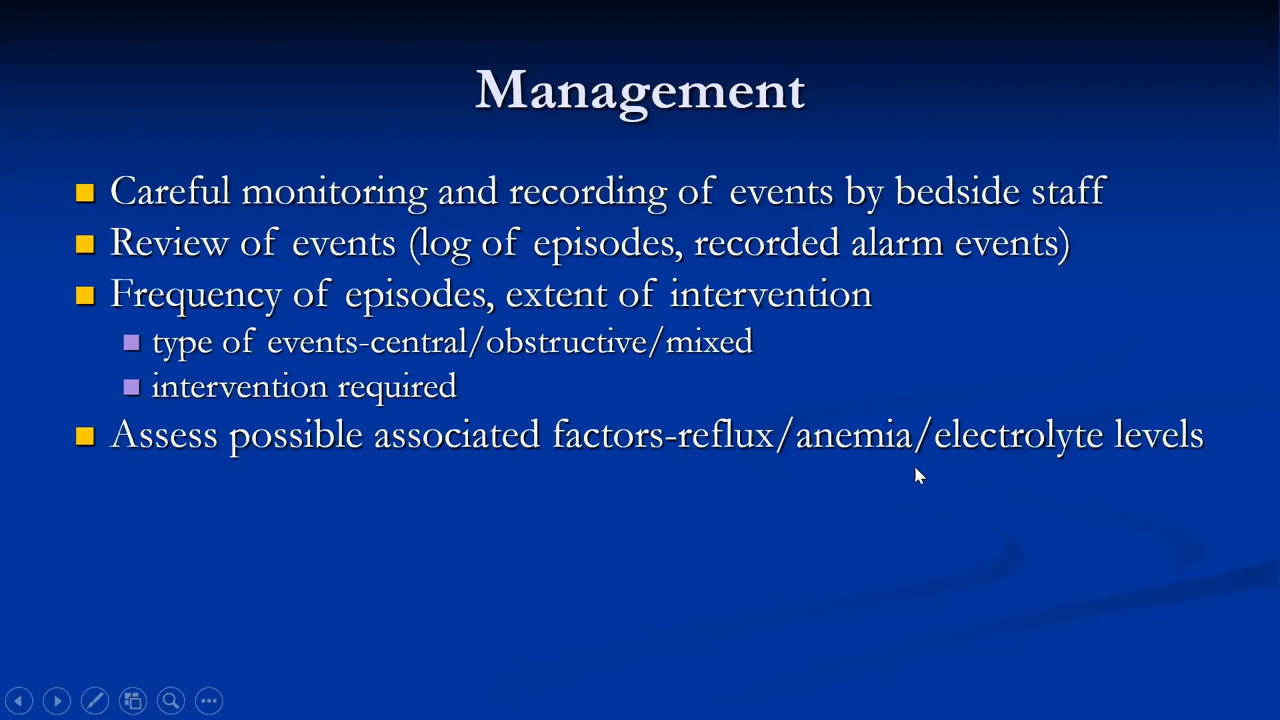 Management
Careful monitoring and recording of events by bedside staff
Review of events (log of episodes, recorded alarm events)
Frequency of episodes, extent of intervention
type of events-central/obstructive/mixed
intervention required
Assess possible associated factors-reflux/anemia/electrolyte levels